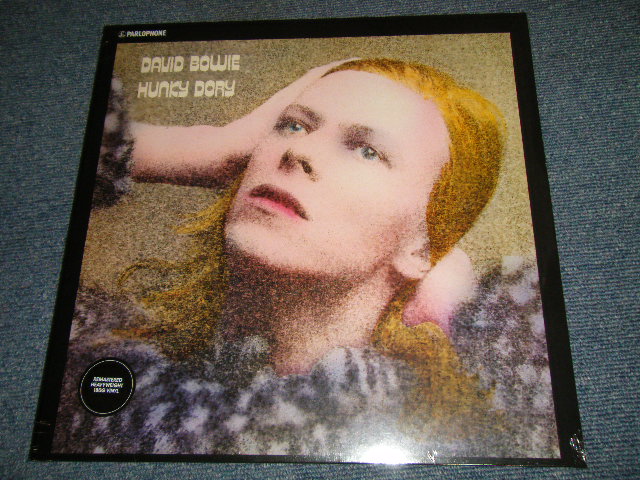 PARLOPHONE
DAVID BOWIE
HUNKY DORY
REMASTERED
HEAVYWEIGHT
180G VINYL